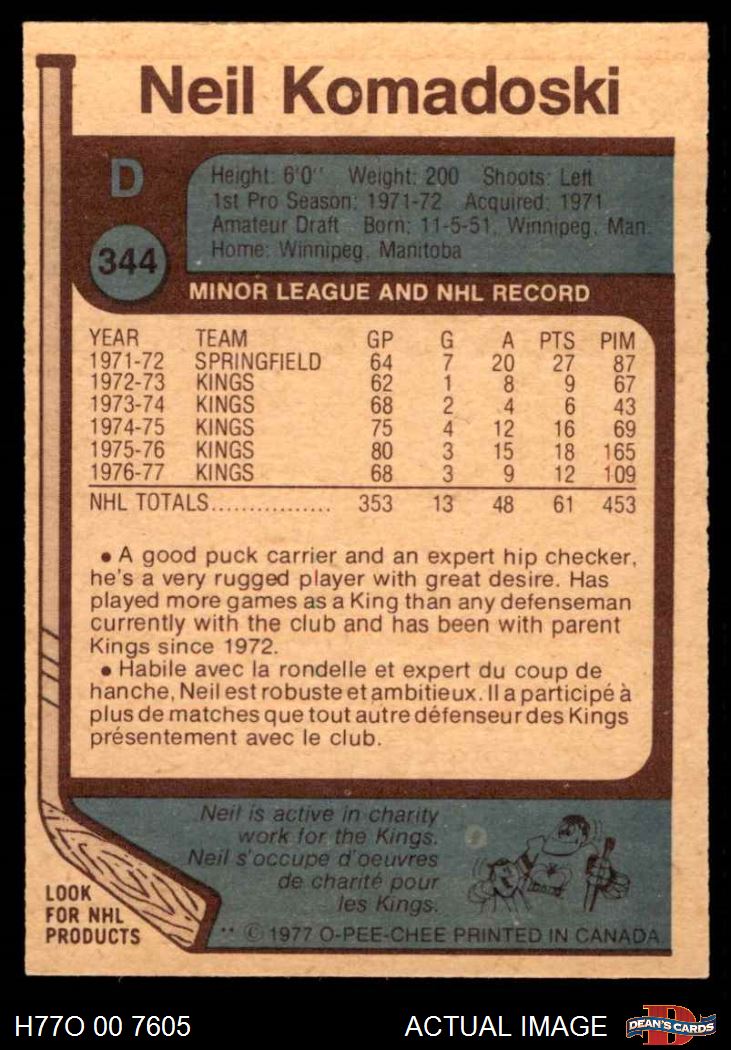 Neil Komadoski
D
Height: 6'0'' Weight: 200 Shoots: Left
1st Pro Season: 1971-72 Acquired: 1971
Amateur Draft Born: 11-5-51, Winnipeg, Man.
Home: Winnipeg, Manitoba
344
MINOR LEAGUE AND NHL RECORD
YEAR TEAM GP G A PTS PIM
1971-72 SPRINGFIELD 64 7 20 27 87
1972-73 KINGS 62 1 8 9 67
1973-74 KINGS 68 2 4 6 43
1974-75 KINGS 75 4 12 16 69
1975-76 KINGS 80 3 15 18 165
1976-77 KINGS 68 3 9 12 109
NHL TOTALS................ 353 13 48 61 453
• A good puck carrier and an expert hip checker,
he's a very rugged player with great desire. Has
played more games as a King than any defenseman
currently with the club and has been with parent
Kings since 1972.
• Habile avec la rondelle et expert du coup de
hanche, Neil est robuste et ambitieux. Il a participé à
plus de matches que tout autre défenseur des Kings
présentement avec le club.
Neil is active in charity
work for the Kings.
Neil s'occupe d'oeuvres
de charité pour
les Kings.
LOOK
FOR NHL
PRODUCTS
** © 1977 O-PEE-CHEE PRINTED IN CANADA
H77O 00 7605
ACTUAL IMAGE
D
DEAN'S CARDS